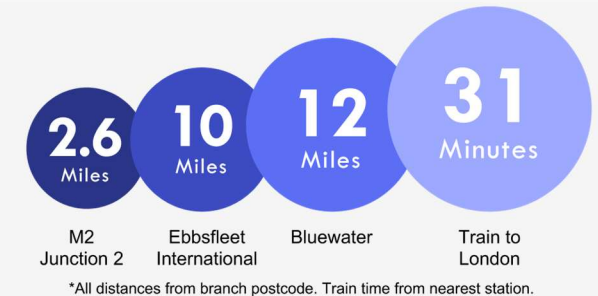 2.6
Miles
10
Miles
12
Miles
31
Minutes
M2
Junction 2
Ebbsfleet
International
Bluewater
Train to
London
*All distances from branch postcode. Train time from nearest station.